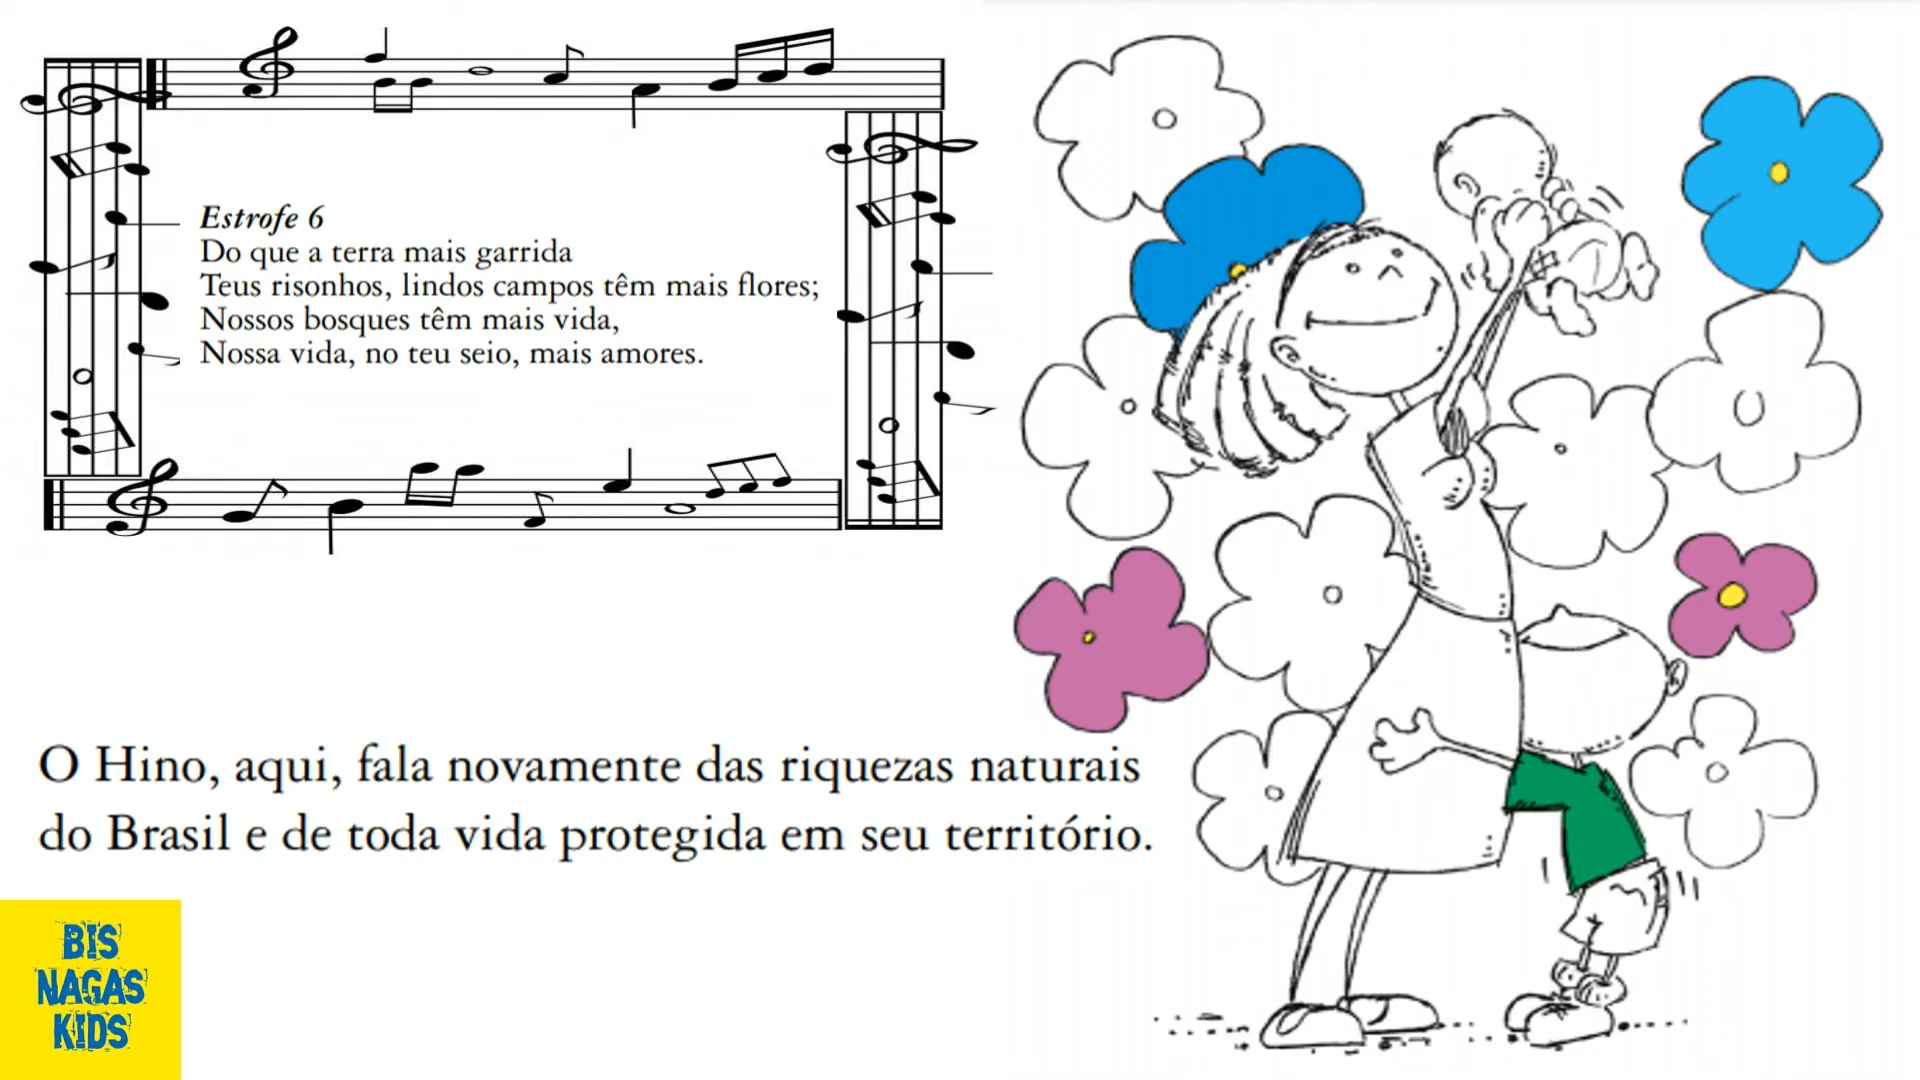 Estrofe 6
Do que a terra mais garrida
Teus risonhos, lindos campos têm mais flores;
Nossos bosques têm mais vida,
Nossa vida, no teu seio, mais amores.
O Hino, aqui, fala novamente das riquezas naturais
do Brasil e de toda vida protegida em seu território.
BIS
NAGAS
KIDS